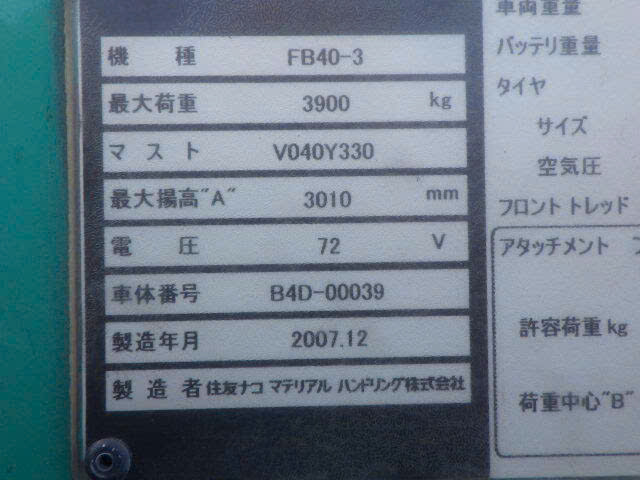 機 種 FB40-3
最大荷重 3900 kg
マスト V040Y330
最大揚高"A" 3010 mm
電 圧 72 V
車体番号 B4D-00039
製造年月 2007.12
製造者 住友ナコ マテリアル ハンドリング株式会社
車両重量
バッテリ重量
タイヤ
サイズ
空気圧
フロントトレッド
アタッチメント
許容荷重kg
荷重中心"B"